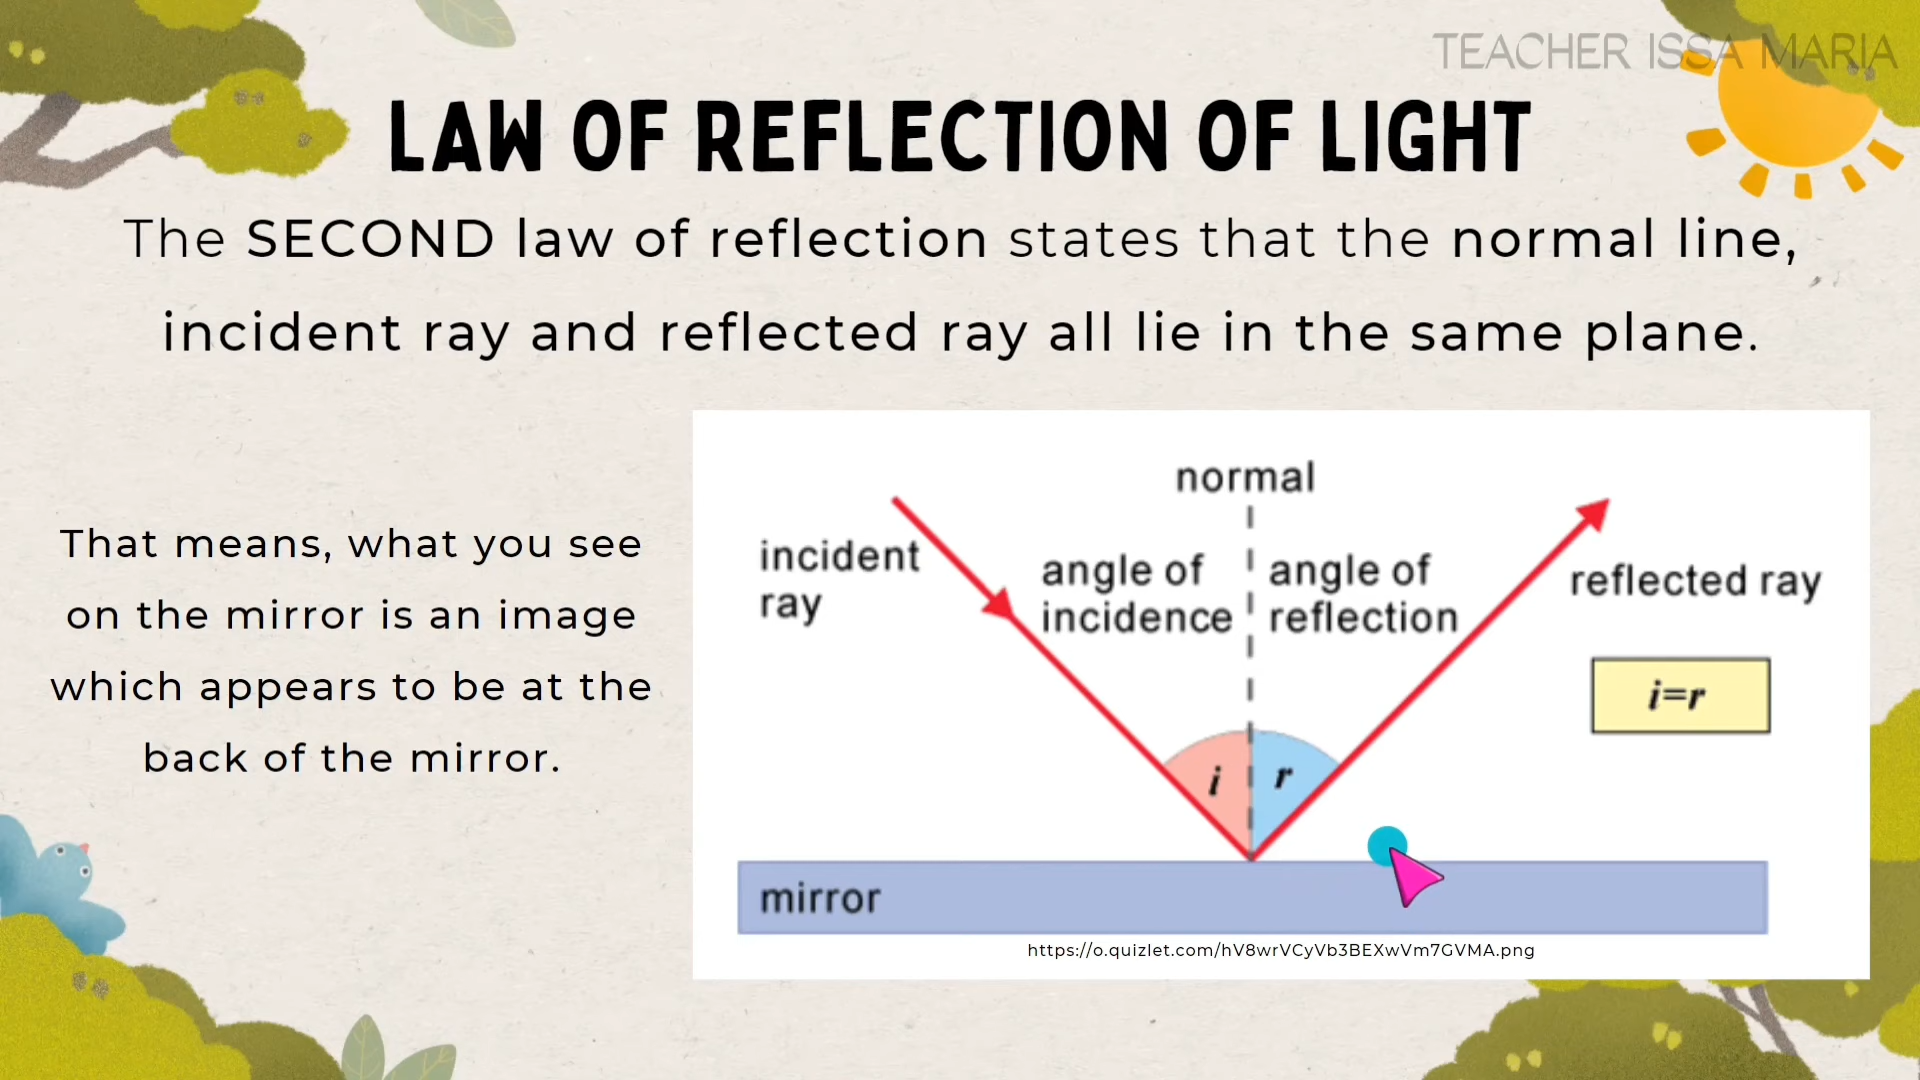 TEACHER ISSA MARIA
LAW OF REFLECTION OF LIGHT
The SECOND law of reflection states that the normal line,
incident ray and reflected ray all lie in the same plane.
That means, what you see
on the mirror is an image
which appears to be at the
back of the mirror.
normal
incident
ray
angle of
incidence
angle of
reflection
reflected ray
i=r
i
r
mirror
https://o.quizlet.com/hV8wrVCyVb3BEXwVm7GVMA.png